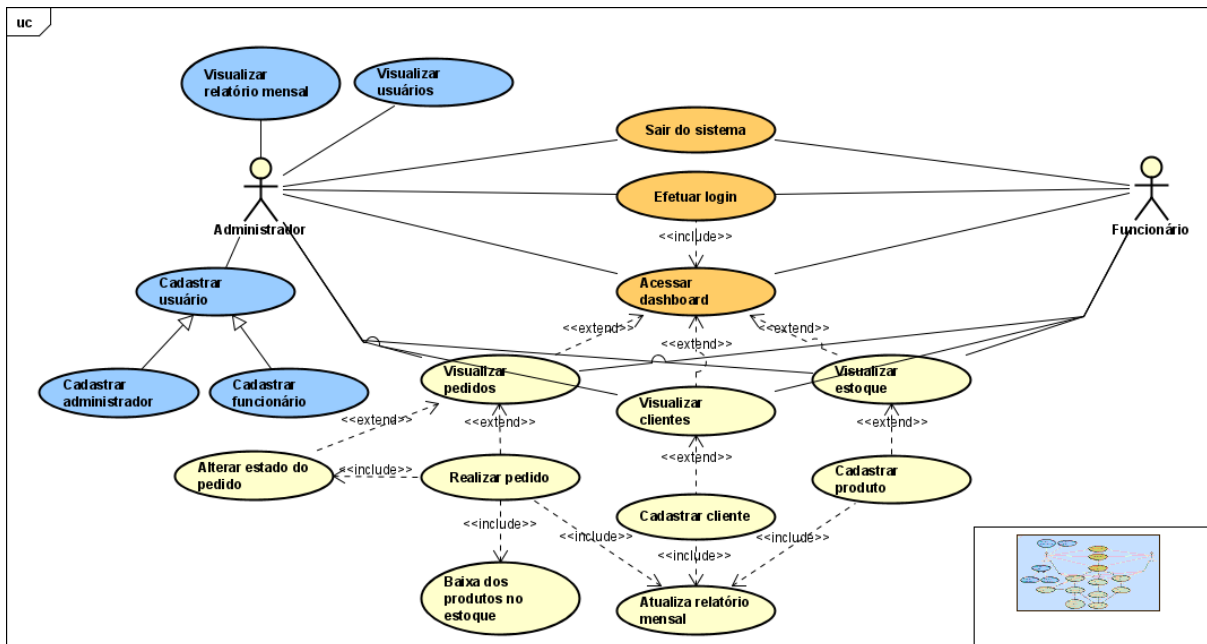 uc
Visualizar
relatório mensal
Visualizar
usuários
Sair do sistema
Efetuar login
Administrador
Funcionário
<<include>>
Cadastrar
usuário
Acessar
dashboard
<<extend>>
<<extend>>
<<extend>>
Cadastrar
administrador
Cadastrar
funcionário
Visualizar
pedidos
Visualizar
clientes
Visualizar
estoque
<<extend>>
<<extend>>
<<extend>>
<<extend>>
Alterar estado do
pedido
<<include>>
Realizar pedido
Cadastrar
produto
Cadastrar cliente
<<include>>
<<include>>
<<include>>
<<include>>
Baixa dos
produtos no
estoque
Atualiza relatório
mensal